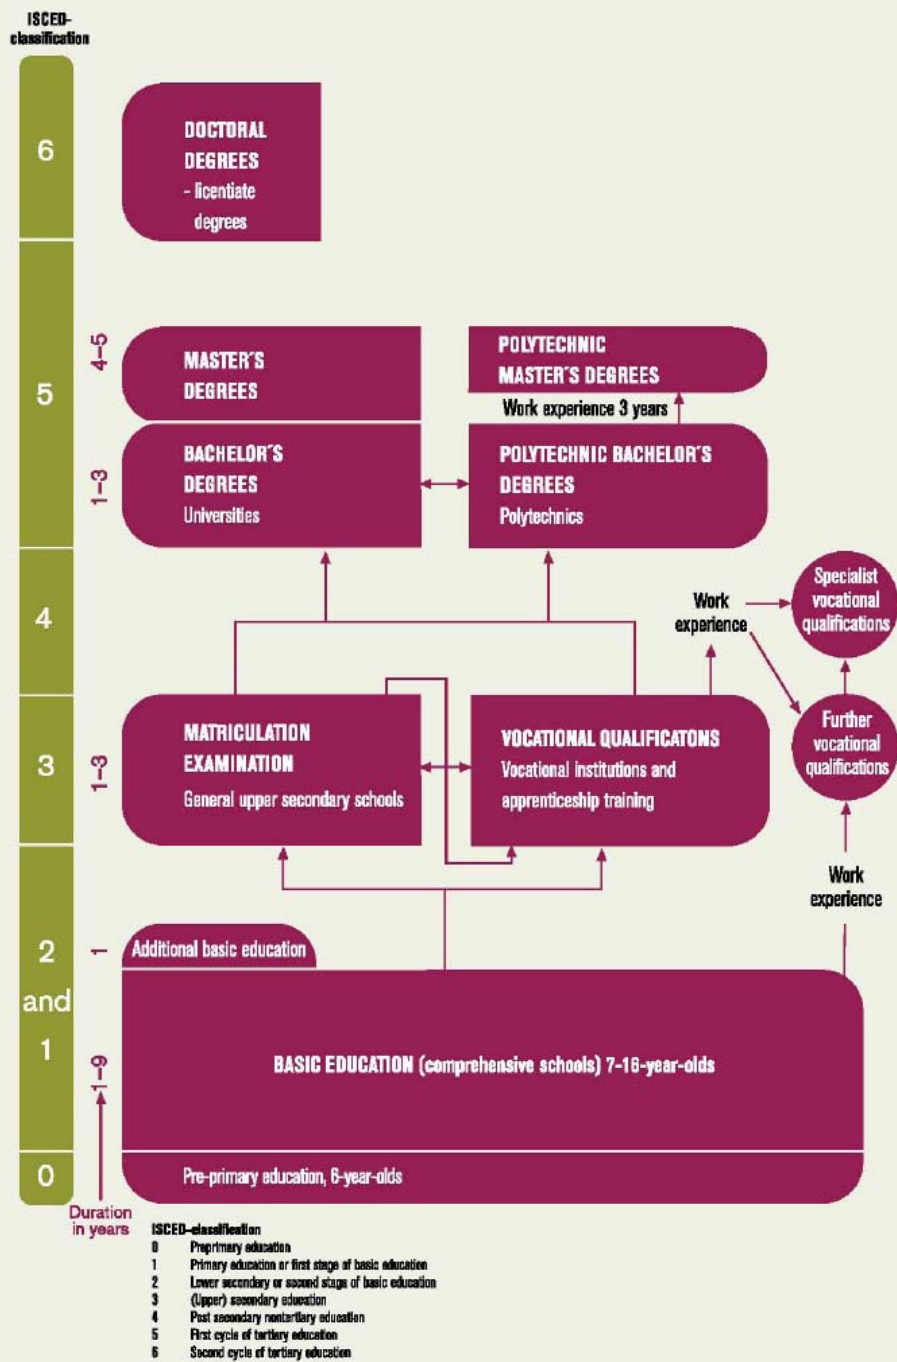 ISCED-
classification
6
DOCTORAL
DEGREES
- licentiate
degrees
5
4-5
MASTER'S
DEGREES
POLYTECHNIC
MASTER'S DEGREES
Work experience 3 years
1-3
BACHELOR'S
DEGREES
Universities
POLYTECHNIC BACHELOR'S
DEGREES
Polytechnics
4
Work
experience
Specialist
vocational
qualifications
3
1-3
MATRICULATION
EXAMINATION
General upper secondary schools
VOCATIONAL QUALIFICATONS
Vocational institutions and
apprenticeship training
Further
vocational
qualifications
Work
experience
2
and
1
1
Additional basic education
1-9
BASIC EDUCATION (comprehensive schools) 7-16-year-olds
0
Pre-primary education, 6-year-olds
Duration
in years
ISCED-classification
0 Preprimary education
1 Primary education or first stage of basic education
2 Lower secondary or second stage of basic education
3 (Upper) secondary education
4 Post secondary nontertiary education
5 First cycle of tertiary education
6 Second cycle of tertiary education